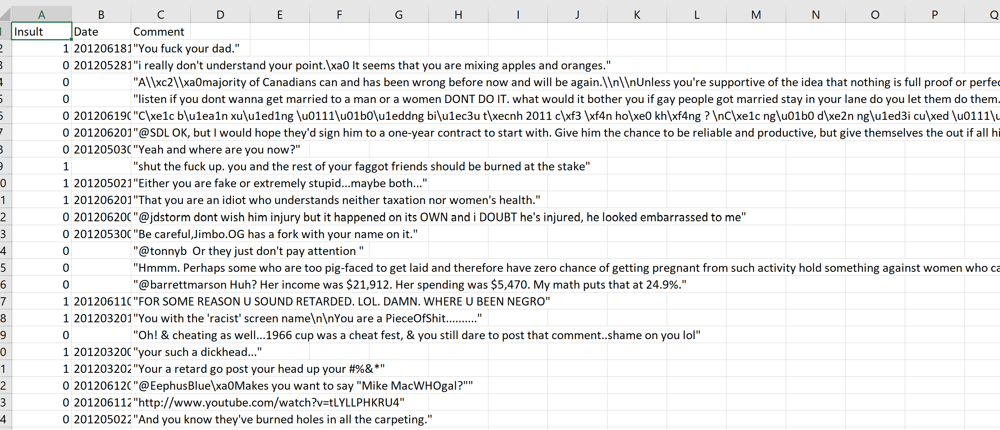 A B C D E F G H I J K L M N O P Q
1 Insult Date Comment
2 1 201206181 "You fuck your dad."
3 0 201205281 "i really don't understand your point.\xa0 It seems that you are mixing apples and oranges."
4 0 "A\\xc2\\xa0majority of Canadians can and has been wrong before now and will be again.\\n\\nUnless you're supportive of the idea that nothing is full proof or perfec
5 0 "listen if you dont wanna get married to a man or a women DONT DO IT. what would it bother you if gay people got married stay in your lane do you let them do them.
6 0 201206190 "C\xe1c b\u1ea1n xu\u1ed1ng \u0111\u01b0\u1eddng bi\u1ec3u t\xecnh 2011 c\xf3 \xf4n ho\xe0 kh\xf4ng ? \nC\xe1c ng\u01b0 d\xe2n ng\u1ed3i cu\xed \u0111\u
7 0 201206201 "@SDL OK, but I would hope they'd sign him to a one-year contract to start with. Give him the chance to be reliable and productive, but give themselves the out if all hi
8 0 201205030 "Yeah and where are you now?"
9 1 "shut the fuck up. you and the rest of your faggot friends should be burned at the stake"
0 1 201205021 "Either you are fake or extremely stupid...maybe both..."
1 1 201206201 "That you are an idiot who understands neither taxation nor women's health."
2 0 201206200 "@jdstorm dont wish him injury but it happened on its OWN and i DOUBT he's injured, he looked embarrassed to me"
3 0 201205300 "Be careful,Jimbo.OG has a fork with your name on it."
4 0 "@tonnyb  Or they just don't pay attention "
5 0 "Hmmm. Perhaps some who are too pig-faced to get laid and therefore have zero chance of getting pregnant from such activity hold something against women who ca
6 0 "@barrettmarson Huh? Her income was $21,912. Her spending was $5,470. My math puts that at 24.9%."
7 1 201206110 "FOR SOME REASON U SOUND RETARDED. LOL. DAMN. WHERE U BEEN NEGRO"
8 1 201203201 "You with the 'racist' screen name\n\nYou are a PieceOfShit.........."
9 0 "Oh! & cheating as well...1966 cup was a cheat fest, & you still dare to post that comment..shame on you lol"
0 1 201203200 "your such a dickhead..."
1 1 201203202 "Your a retard go post your head up your #%&*"
2 0 201206120 "@EephusBlue\xa0Makes you want to say "Mike MacWHOgal?""
3 0 201206112 "http://www.youtube.com/watch?v=tLYLLPHKRU4"
4 0 201205022 "And you know they've burned holes in all the carpeting."